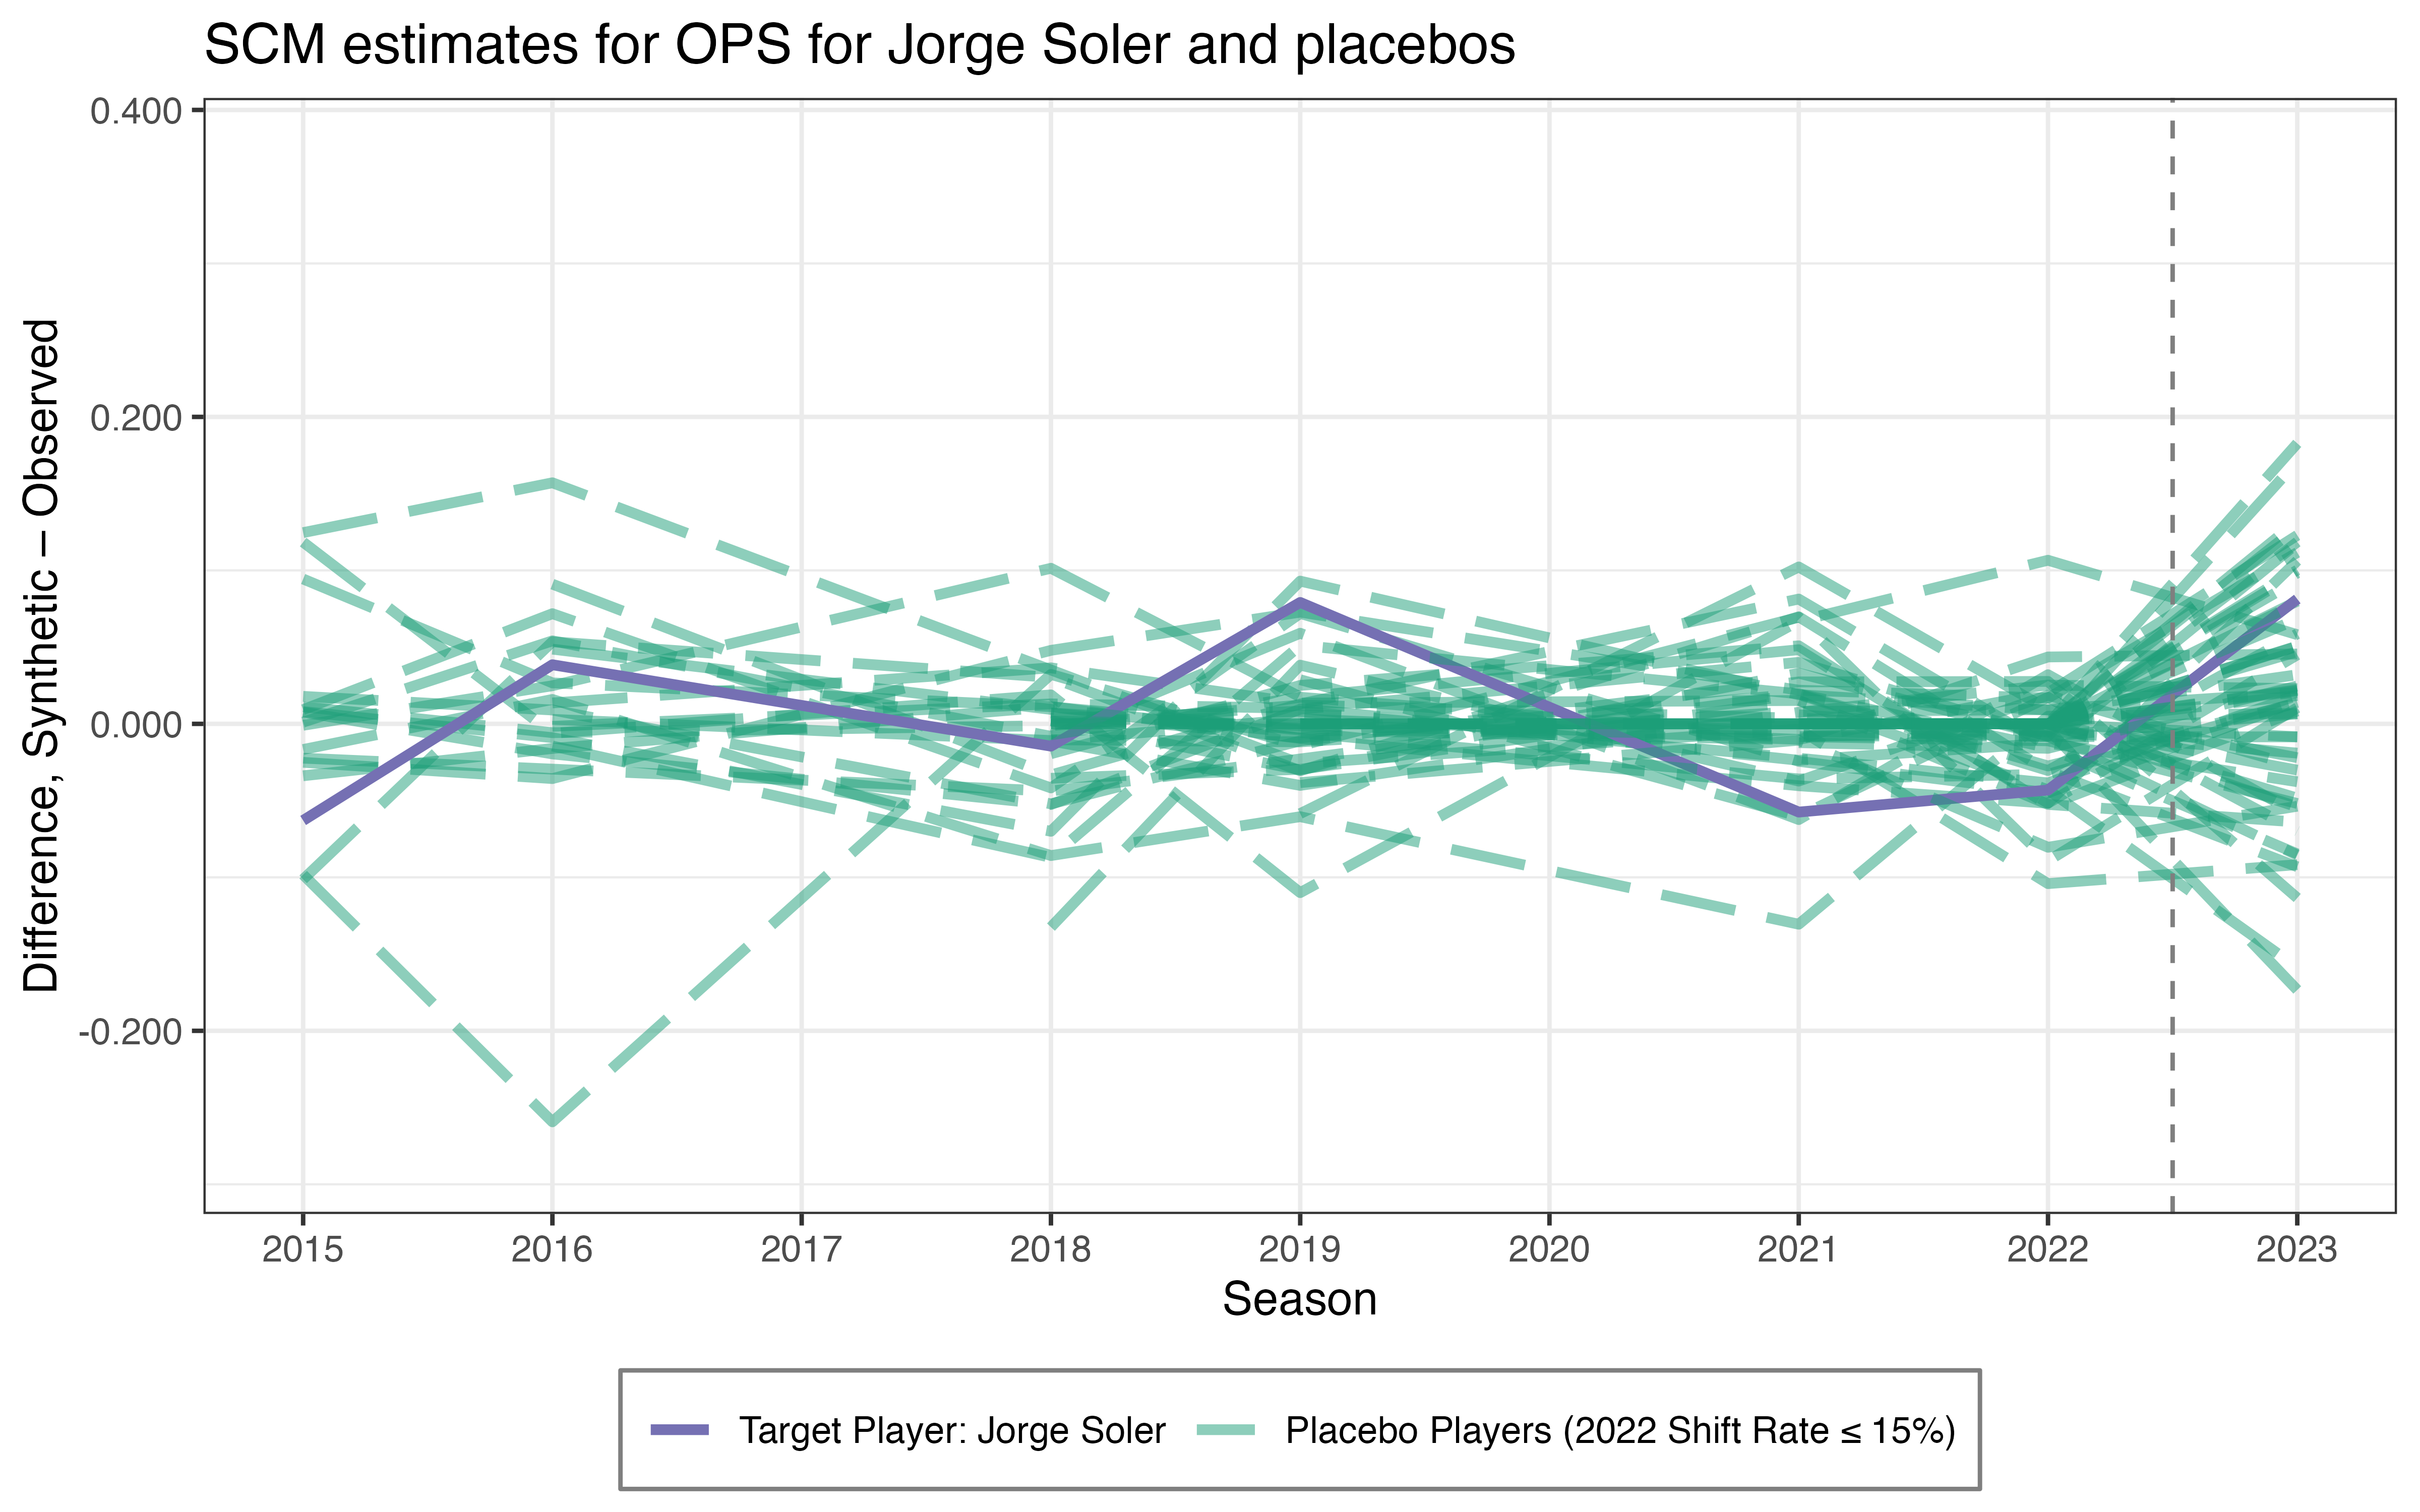 SCM estimates for OPS for Jorge Soler and placebos
Difference, Synthetic – Observed
0.400
0.200
0.000
-0.200
2015 2016 2017 2018 2019 2020 2021 2022 2023
Season
Target Player: Jorge Soler Placebo Players (2022 Shift Rate ≤ 15%)